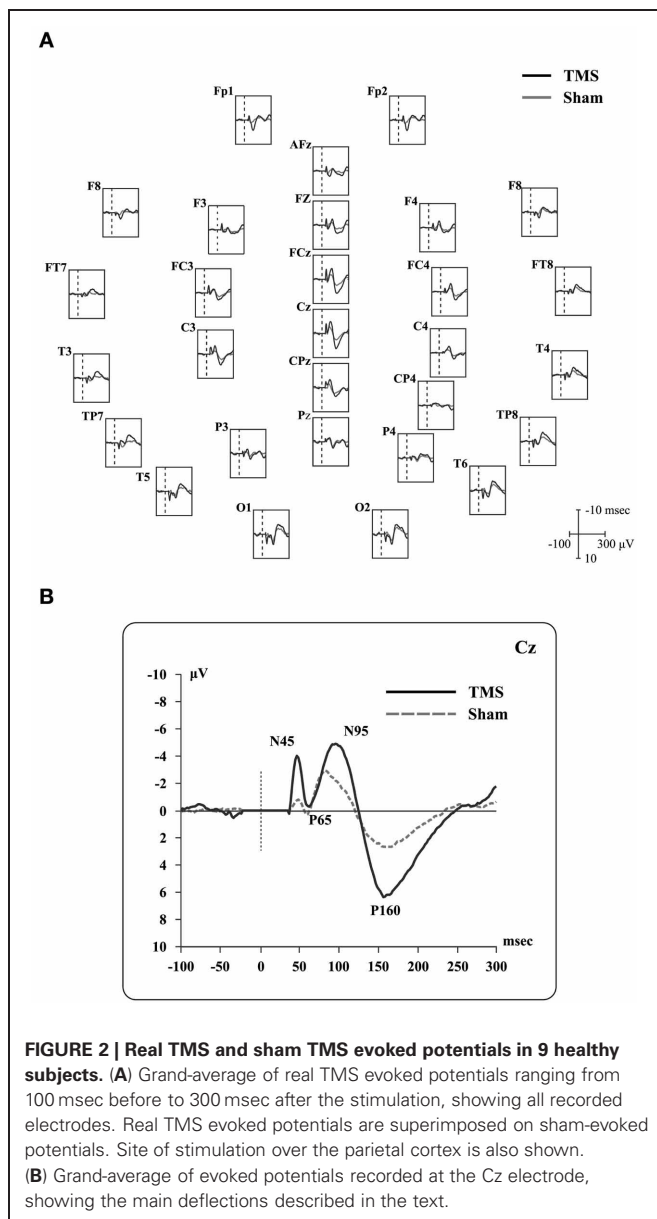 A
TMS
Sham
Fp1 Fp2
AFz
F8 F3 FZ F4 F8
FT7 FC3 FCz FC4 FT8
C3 Cz C4
T3 CPz CP4 T4
TP7 P3 Pz P4 TP8
T5 T6
O1 O2
-10 msec
-100 300 µV
10
B
Cz
-10 µV
-8
-6
-4
-2
0
2
4
6
8
10
TMS
Sham
N45 N95
P65
P160
msec
-100 -50 0 50 100 150 200 250 300
FIGURE 2 | Real TMS and sham TMS evoked potentials in 9 healthy
subjects. (A) Grand-average of real TMS evoked potentials ranging from
100 msec before to 300 msec after the stimulation, showing all recorded
electrodes. Real TMS evoked potentials are superimposed on sham-evoked
potentials. Site of stimulation over the parietal cortex is also shown.
(B) Grand-average of evoked potentials recorded at the Cz electrode,
showing the main deflections described in the text.